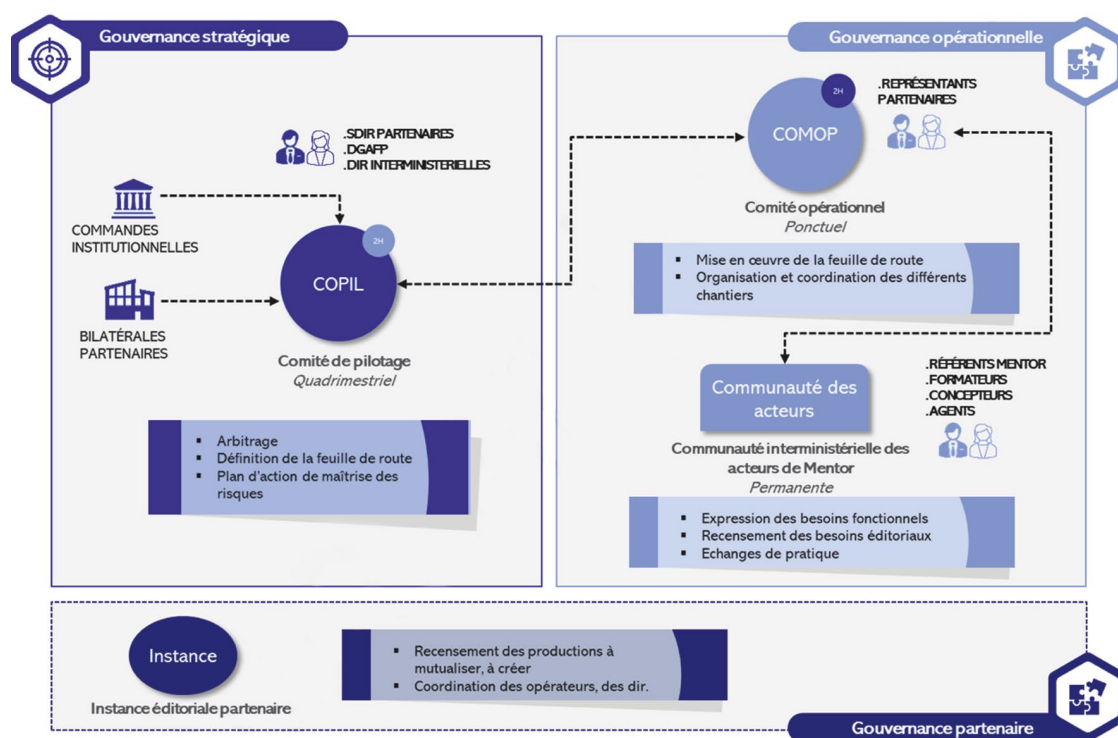 Gouvernance stratégique
.SDIR PARTENAIRES
.DGAFP
.DIR INTERMINISTERIELLES
COMMANDES
INSTITUTIONNELLES
2H
COPIL
BILATÉRALES
PARTENAIRES
Comité de pilotage
Quadrimestriel
▪ Arbitrage
▪ Définition de la feuille de route
▪ Plan d'action de maîtrise des
risques
Gouvernance opérationnelle
2H
COMOP
.REPRÉSENTANTS
PARTENAIRES
Comité opérationnel
Ponctuel
▪ Mise en œuvre de la feuille de route
▪ Organisation et coordination des différents
chantiers
Communauté des
acteurs
.RÉFÉRENTS MENTOR
.FORMATEURS
.CONCEPTEURS
.AGENTS
Communauté interministérielle des
acteurs de Mentor
Permanente
▪ Expression des besoins fonctionnels
▪ Recensement des besoins éditoriaux
▪ Echanges de pratique
Instance
Instance éditoriale partenaire
▪ Recensement des productions à
mutualiser, à créer
▪ Coordination des opérateurs, des dir.
Gouvernance partenaire